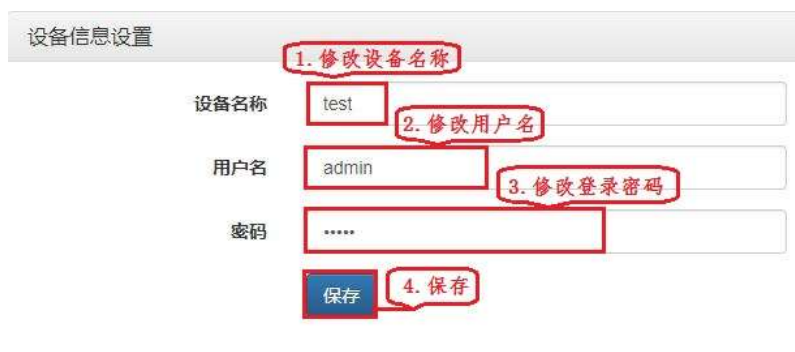 设备信息设置
1. 修改设备名称
设备名称
test
2. 修改用户名
用户名
admin
3. 修改登录密码
密码
•••••
保存
4. 保存